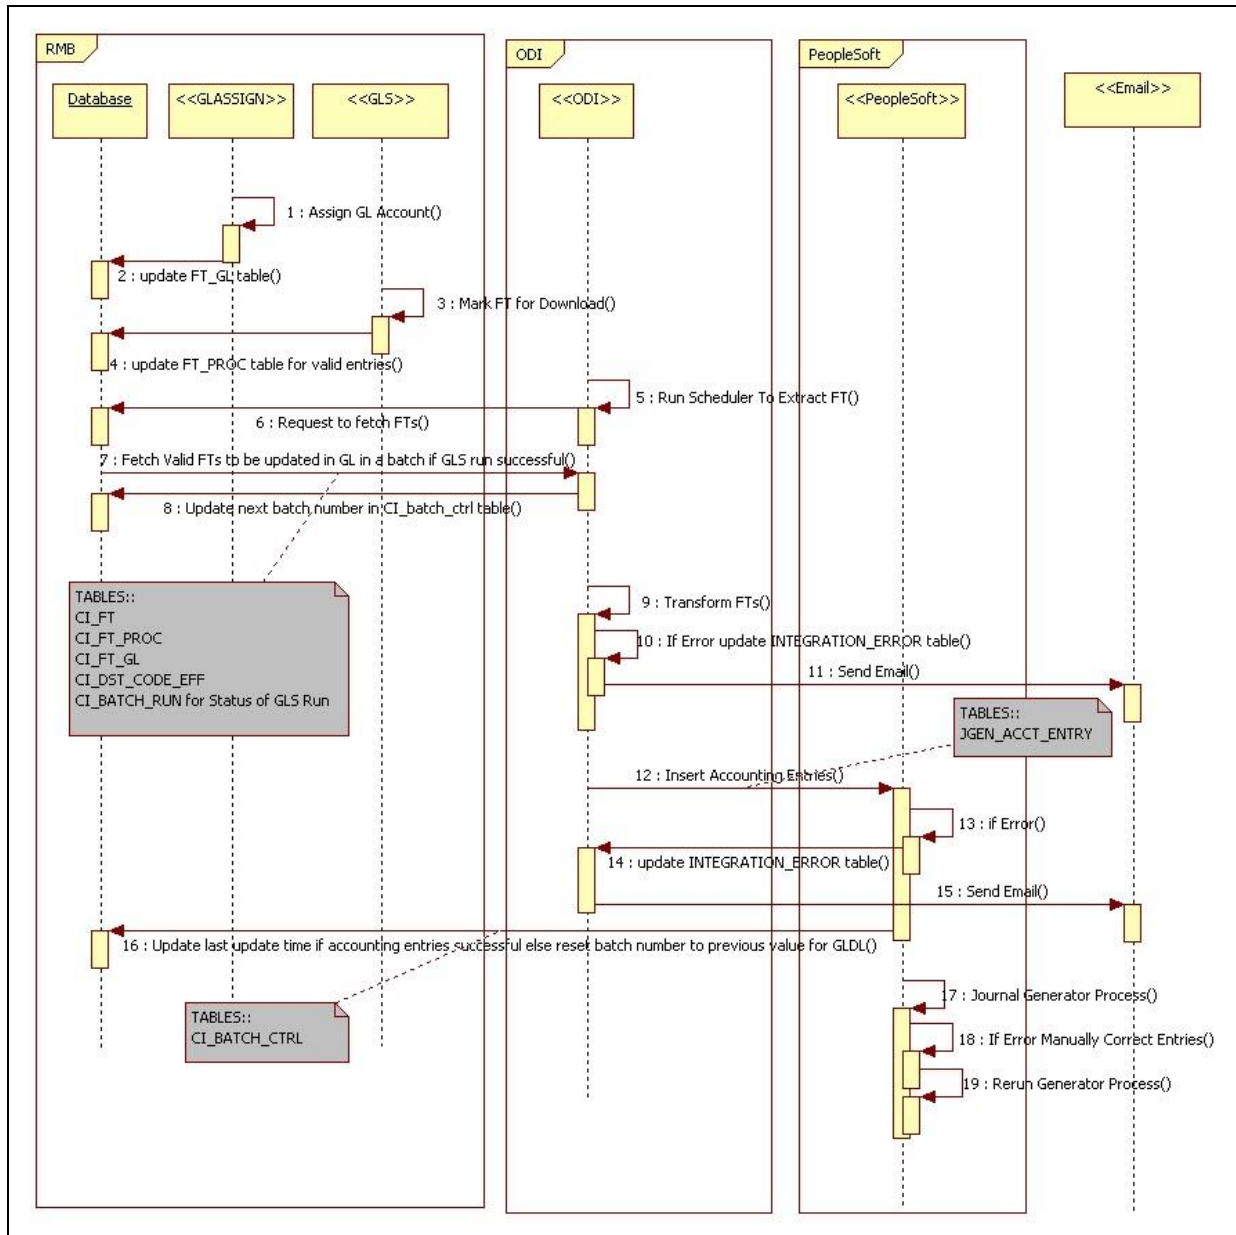 RMB
ODI
PeopleSoft
Database
<<GLASSIGN>>
<<GLS>>
<<ODI>>
<<PeopleSoft>>
<<Email>>
1 : Assign GL Account()
2 : update FT_GL table()
3 : Mark FT for Download()
4 : update FT_PROC table for valid entries()
5 : Run Scheduler To Extract FT()
6 : Request to fetch FTs()
7 : Fetch Valid FTs to be updated in GL in a batch if GLS run successful()
8 : Update next batch number in CI_batch_ctrl table()
TABLES::
CI_FT
CI_FT_PROC
CI_FT_GL
CI_DST_CODE_EFF
CI_BATCH_RUN for Status of GLS Run
9 : Transform FTs()
10 : If Error update INTEGRATION_ERROR table()
11 : Send Email()
TABLES::
JGEN_ACCT_ENTRY
12 : Insert Accounting Entries()
13 : if Error()
14 : update INTEGRATION_ERROR table()
15 : Send Email()
16 : Update last update time if accounting entries successful else reset batch number to previous value for GLDL()
TABLES::
CI_BATCH_CTRL
17 : Journal Generator Process()
18 : If Error Manually Correct Entries()
19 : Rerun Generator Process()